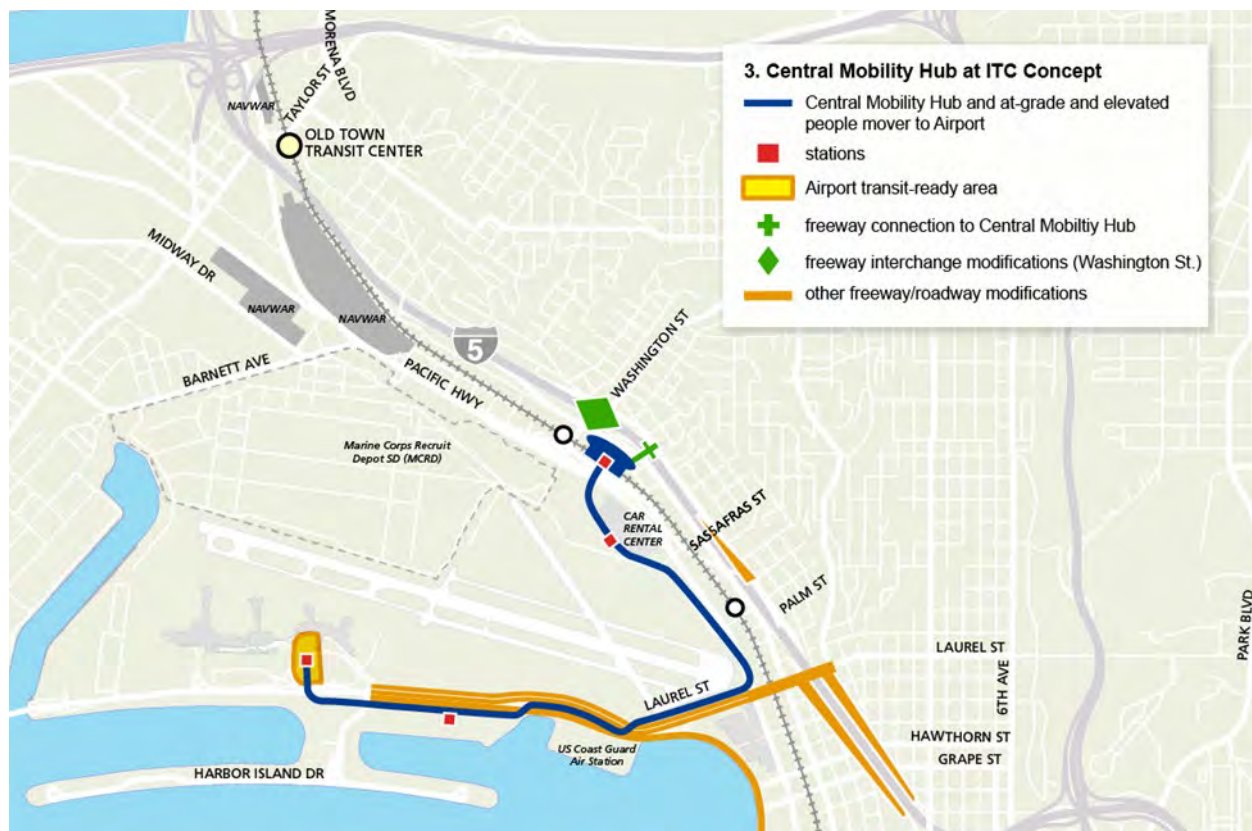 3. Central Mobility Hub at ITC Concept
Central Mobility Hub and at-grade and elevated
people mover to Airport
stations
Airport transit-ready area
freeway connection to Central Mobiltiy Hub
freeway interchange modifications (Washington St.)
other freeway/roadway modifications
MORENA BLVD
TAYLOR ST
NAVWAR
OLD TOWN
TRANSIT CENTER
MIDWAY DR
NAVWAR
NAVWAR
5
WASHINGTON ST
BARNETT AVE
PACIFIC HWY
Marine Corps Recruit
Depot SD (MCRD)
CAR
RENTAL
CENTER
SASSAFRAS ST
PALM ST
LAUREL ST
PARK BLVD
6TH AVE
LAUREL ST
HAWTHORN ST
GRAPE ST
US Coast Guard
Air Station
HARBOR ISLAND DR